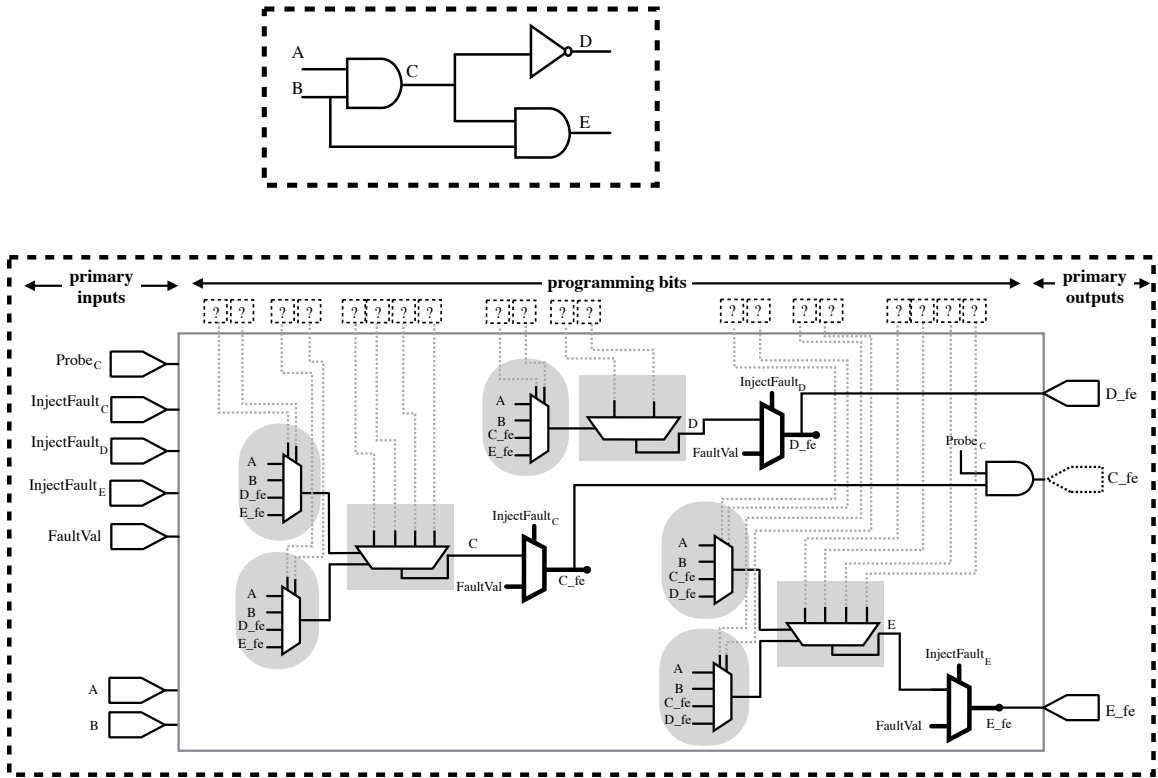 A
B
C
D
E
primary inputs
programming bits
primary outputs
? ? ? ? ? ? ? ? ? ? ? ? ? ? ? ? ? ? ? ?
Probe_C
InjectFault_C
InjectFault_D
InjectFault_E
FaultVal
A
B
A
B
D_fe
E_fe
A
B
D_fe
E_fe
C
InjectFault_C
FaultVal
C_fe
A
B
C_fe
E_fe
D
InjectFault_D
FaultVal
D_fe
A
B
C_fe
D_fe
A
B
C_fe
D_fe
E
InjectFault_E
FaultVal
E_fe
Probe_C
D_fe
C_fe
E_fe